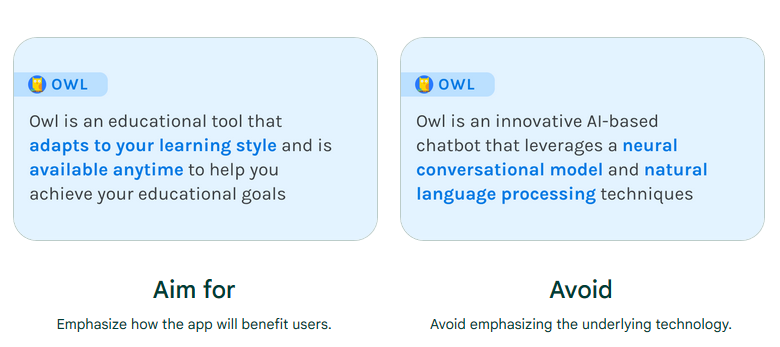 OWL
Owl is an educational tool that
adapts to your learning style and is
available anytime to help you
achieve your educational goals
Aim for
Emphasize how the app will benefit users.
OWL
Owl is an innovative AI-based
chatbot that leverages a neural
conversational model and natural
language processing techniques
Avoid
Avoid emphasizing the underlying technology.